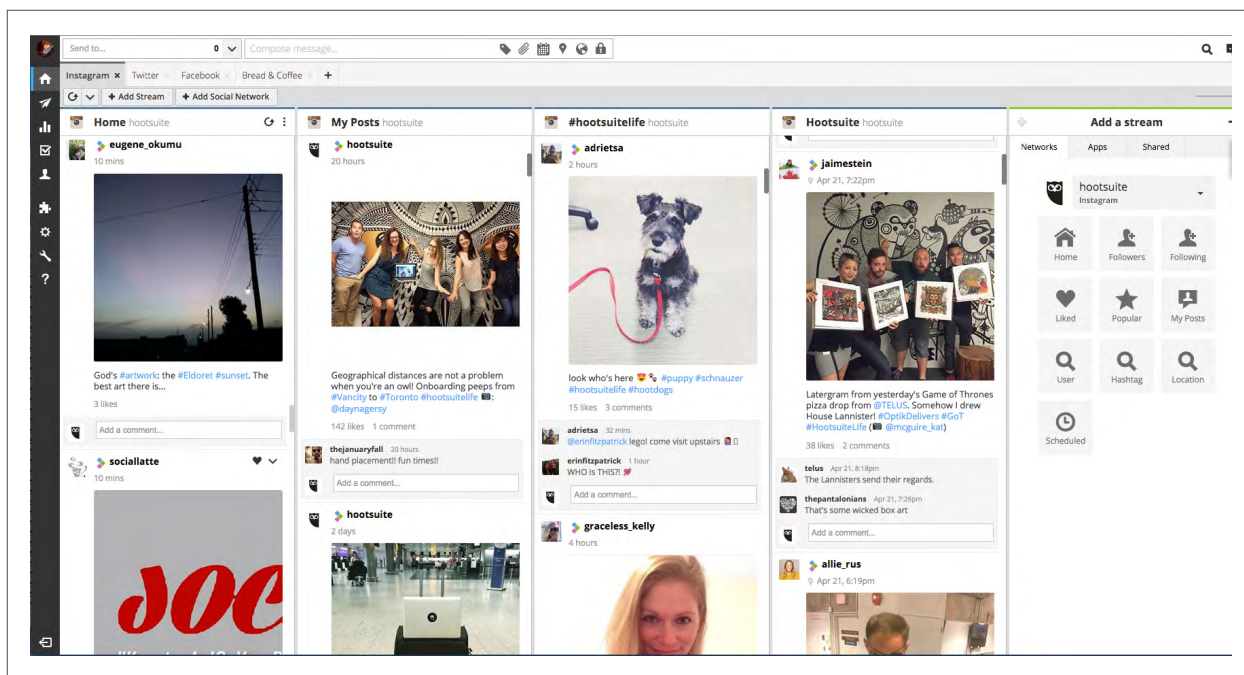 Send to...
0
Compose message...
Instagram
Twitter
Facebook
Bread & Coffee
+ Add Stream
+ Add Social Network
Home hootsuite
eugene_okumu
10 mins
God's #artwork: the #Eldoret #sunset. The
best art there is...
3 likes
Add a comment...
sociallatte
10 mins
SOC
My Posts hootsuite
hootsuite
20 hours
Geographical distances are not a problem
when you're an owl! Onboarding peeps from
#Vancity to #Toronto #hootsuitelife 📷:
@daynagersy
142 likes 1 comment
thejanuaryfall 20 hours
hand placement!! fun times!!
Add a comment...
hootsuite
2 days
#hootsuitelife hootsuite
adrietsa
2 hours
look who's here 😍 🐾 #puppy #schnauzer
#hootsuitelife #hootdogs
15 likes 3 comments
adrietsa 32 mins
@erinfitzpatrick lego! come visit upstairs
erinfitzpatrick 1 hour
WHO IS THIS?! 💘
Add a comment...
graceless_kelly
4 hours
Hootsuite hootsuite
jaimestein
Apr 21, 7:22pm
Latergram from yesterday's Game of Thrones
pizza drop from @TELUS. Somehow I drew
House Lannister! #OptikDelivers #GoT
#HootsuiteLife (📷 @mcguire_kat)
38 likes 2 comments
telus Apr 21, 8:18pm
The Lannisters send their regards.
thepantalonians Apr 21, 7:26pm
That's some wicked box art
Add a comment...
allie_rus
Apr 21, 6:19pm
Add a stream
Networks
Apps
Shared
hootsuite
Instagram
Home
Followers
Following
Liked
Popular
My Posts
User
Hashtag
Location
Scheduled